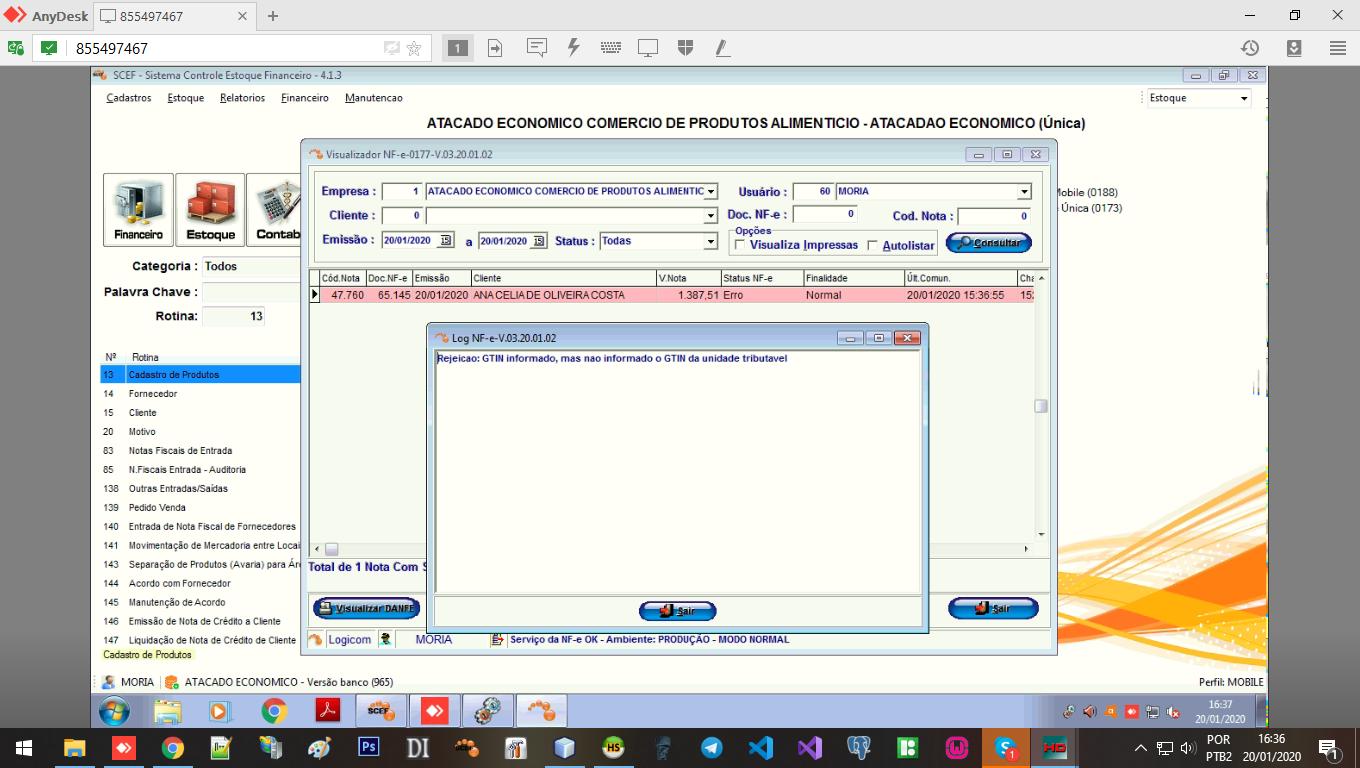 AnyDesk 855497467
855497467 1
SCEF - Sistema Controle Estoque Financeiro - 4.1.3
Cadastros Estoque Relatorios Financeiro Manutencao Estoque
ATACADO ECONOMICO COMERCIO DE PRODUTOS ALIMENTICIO - ATACADAO ECONOMICO (Única)
Financeiro Estoque Contab
Categoria : Todos
Palavra Chave :
Rotina: 13
Nº Rotina
13 Cadastro de Produtos
14 Fornecedor
15 Cliente
20 Motivo
83 Notas Fiscais de Entrada
85 N.Fiscais Entrada - Auditoria
138 Outras Entradas/Saídas
139 Pedido Venda
140 Entrada de Nota Fiscal de Fornecedores
141 Movimentação de Mercadoria entre Locai
143 Separação de Produtos (Avaria) para Ár
144 Acordo com Fornecedor
145 Manutenção de Acordo
146 Emissão de Nota de Crédito a Cliente
147 Liquidação de Nota de Crédito de Cliente
Cadastro de Produtos
Visualizador NF-e-0177-V.03.20.01.02
Empresa : 1 ATACADO ECONOMICO COMERCIO DE PRODUTOS ALIMENTIC Usuário : 60 MORIA
Cliente : 0 Doc. NF-e : 0 Cod. Nota : 0
Emissão : 20/01/2020 15 a 20/01/2020 15 Status : Todas
Opções
Visualiza Impressas Autolistar Consultar
Cód.Nota Doc.NF-e Emissão Cliente V.Nota Status NF-e Finalidade Últ.Comun. Cha
47.760 65.145 20/01/2020 ANA CELIA DE OLIVEIRA COSTA 1.387,51 Erro Normal 20/01/2020 15:36:55 15
Log NF-e-V.03.20.01.02
Rejeicao: GTIN informado, mas nao informado o GTIN da unidade tributavel
Sair
Total de 1 Nota Com S
Visualizar DANFE Sair
Logicom MORIA Serviço da NF-e OK - Ambiente: PRODUÇÃO - MODO NORMAL
Mobile (0188)
Única (0173)
MORIA ATACADO ECONOMICO - Versão banco (965) Perfil: MOBILE
SCEF 16:37
20/01/2020
Ps DI HS HD 1
POR 16:36
PTB2 20/01/2020 1